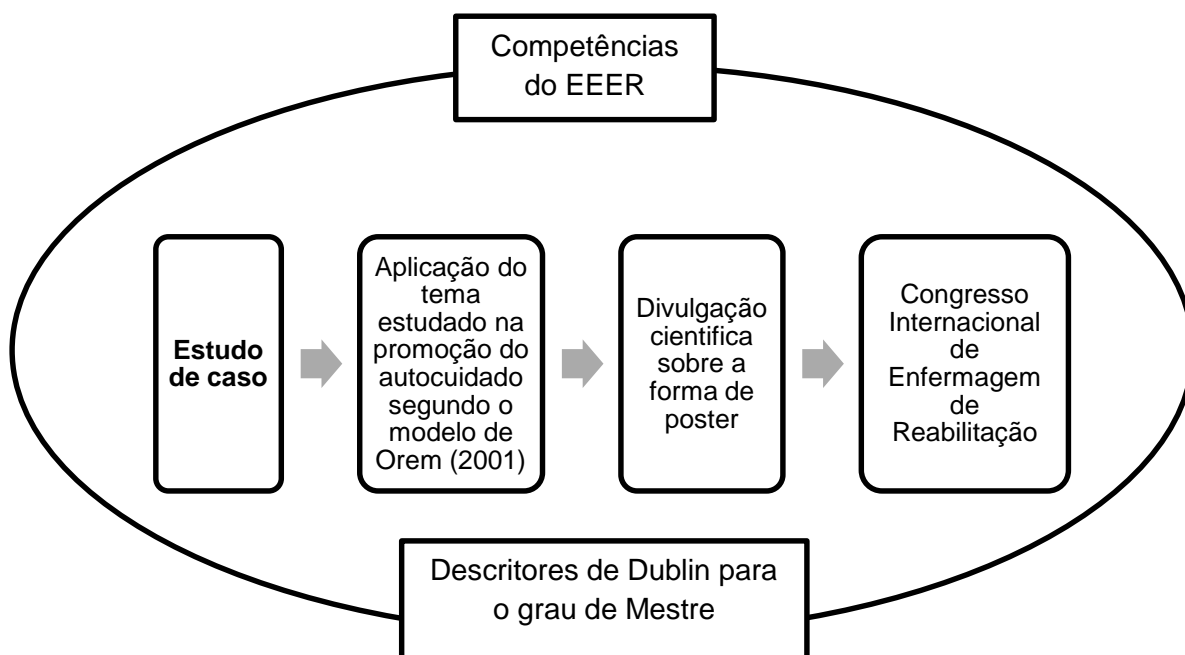 Competências
do EEER
Estudo
de caso
Aplicação do
tema
estudado na
promoção do
autocuidado
segundo o
modelo de
Orem (2001)
Divulgação
cientifica
sobre a
forma de
poster
Congresso
Internacional
de
Enfermagem
de
Reabilitação
Descritores de Dublin para
o grau de Mestre